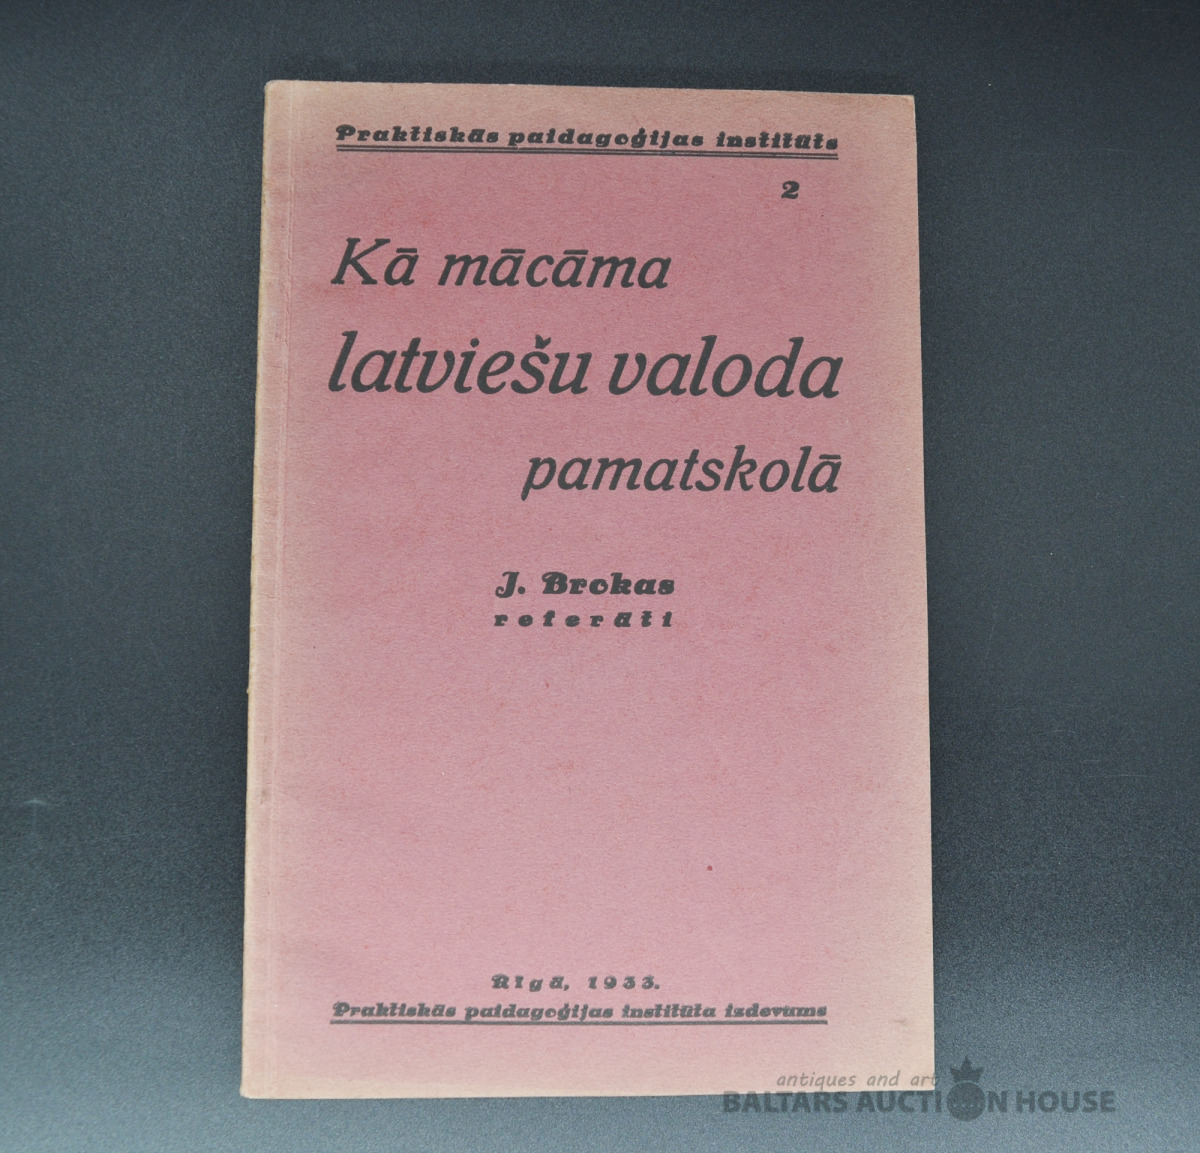 Praktiskās paidagoģijas institūts
2
Kā mācāma
latviešu valoda
pamatskolā
J. Brokas
referāti
Rīgā, 1933.
Praktiskās paidagoģijas institūta izdevums
antiques and art
BALTARS AUCTION HOUSE